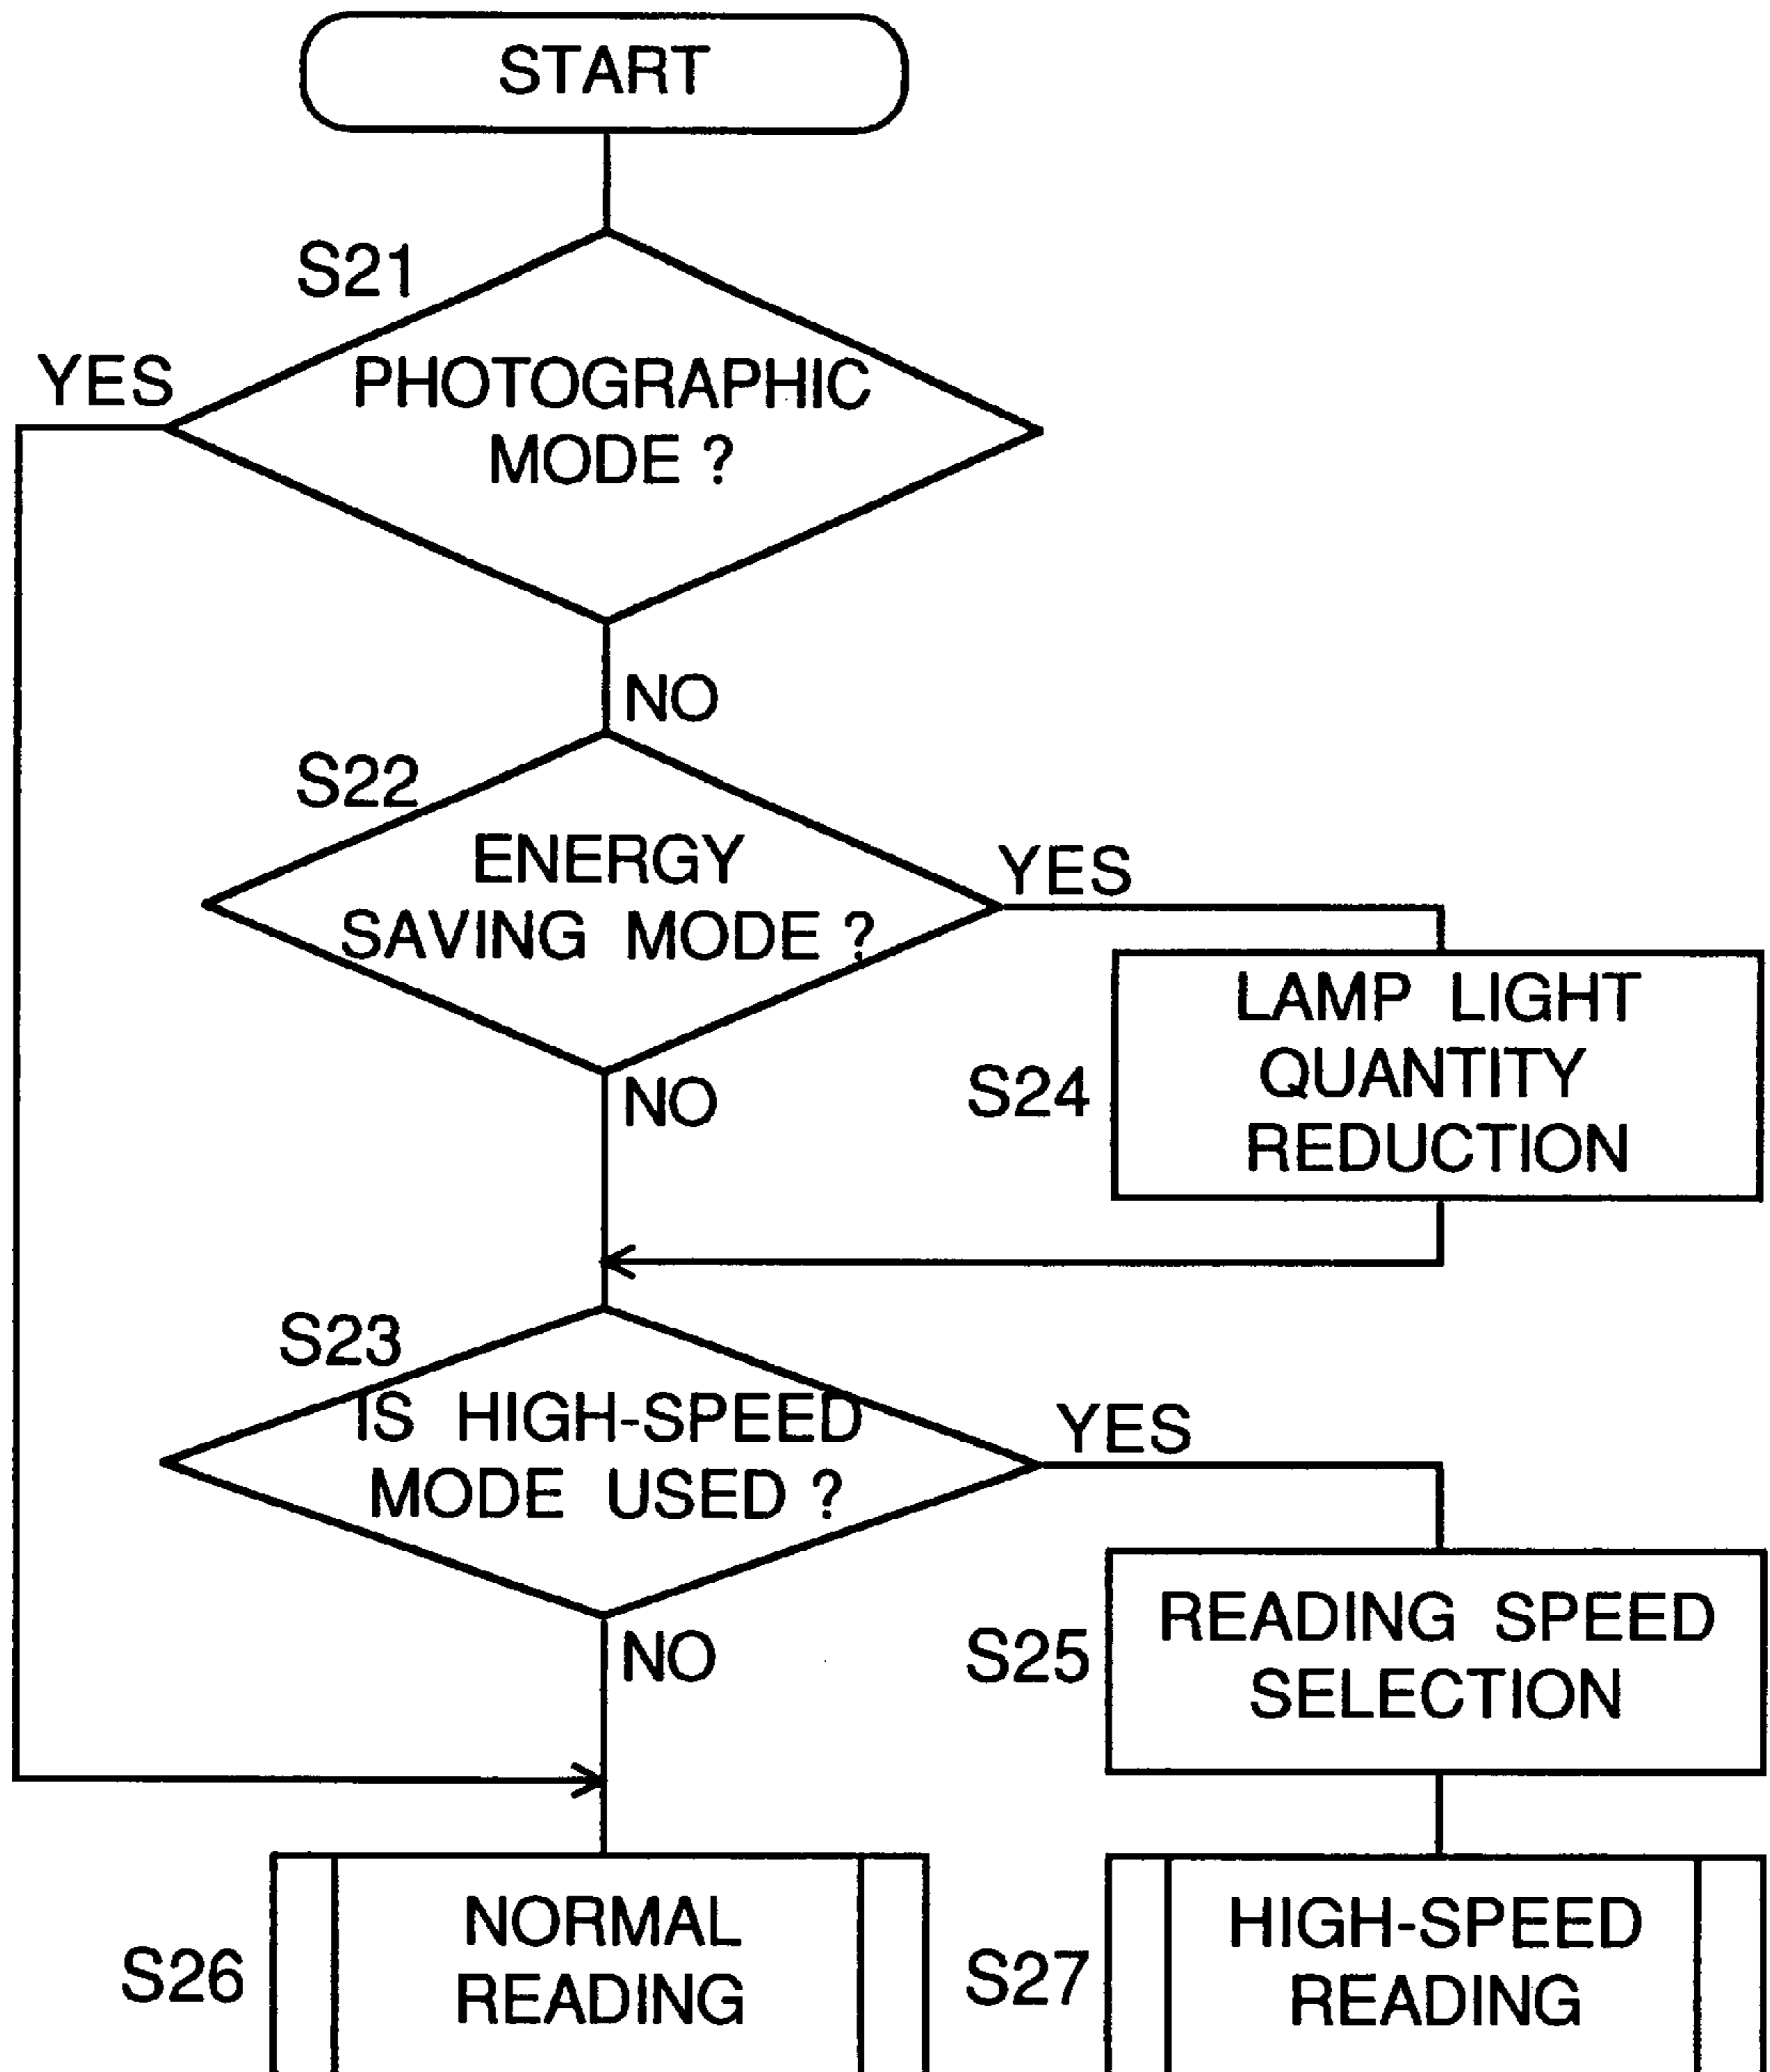 START
S21
YES
PHOTOGRAPHIC
MODE ?
NO
S22
ENERGY
SAVING MODE ?
YES
LAMP LIGHT
QUANTITY
REDUCTION
S24
NO
S23
IS HIGH-SPEED
MODE USED ?
YES
READING SPEED
SELECTION
S25
NO
NORMAL
READING
S26
HIGH-SPEED
READING
S27